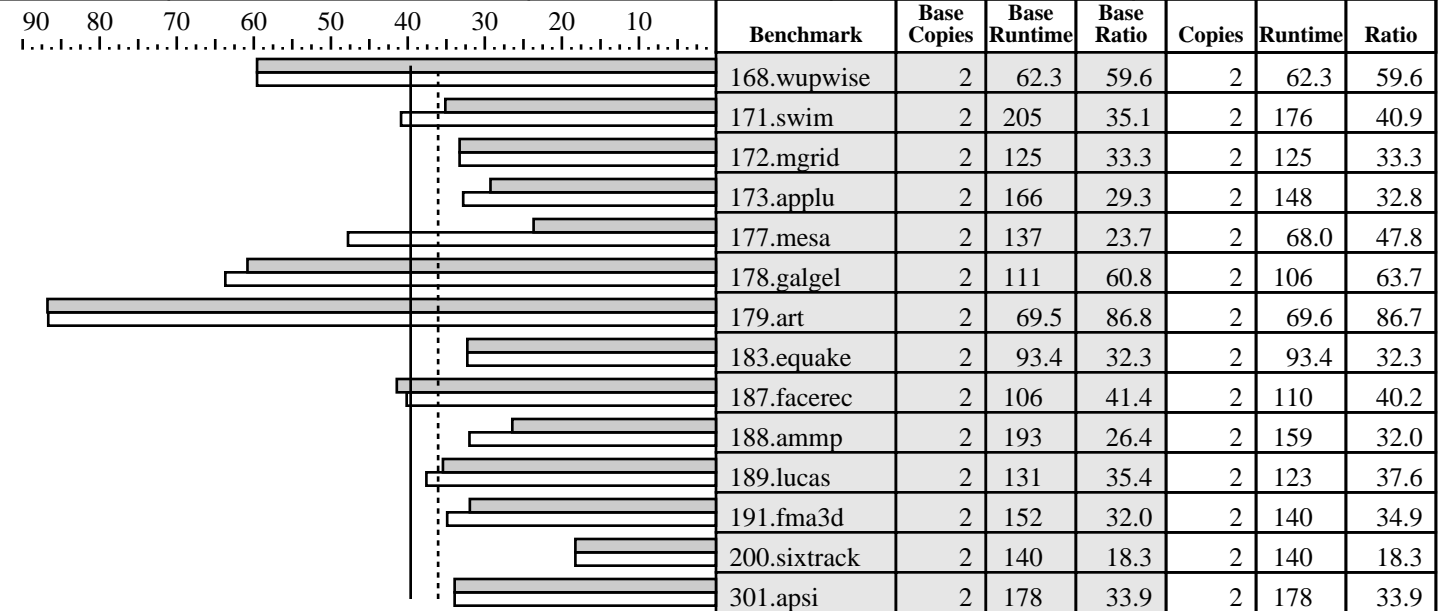 90 80 70 60 50 40 30 20 10
Benchmark Base Copies Base Runtime Base Ratio Copies Runtime Ratio
168.wupwise 2 62.3 59.6 2 62.3 59.6
171.swim 2 205 35.1 2 176 40.9
172.mgrid 2 125 33.3 2 125 33.3
173.applu 2 166 29.3 2 148 32.8
177.mesa 2 137 23.7 2 68.0 47.8
178.galgel 2 111 60.8 2 106 63.7
179.art 2 69.5 86.8 2 69.6 86.7
183.equake 2 93.4 32.3 2 93.4 32.3
187.facerec 2 106 41.4 2 110 40.2
188.ammp 2 193 26.4 2 159 32.0
189.lucas 2 131 35.4 2 123 37.6
191.fma3d 2 152 32.0 2 140 34.9
200.sixtrack 2 140 18.3 2 140 18.3
301.apsi 2 178 33.9 2 178 33.9